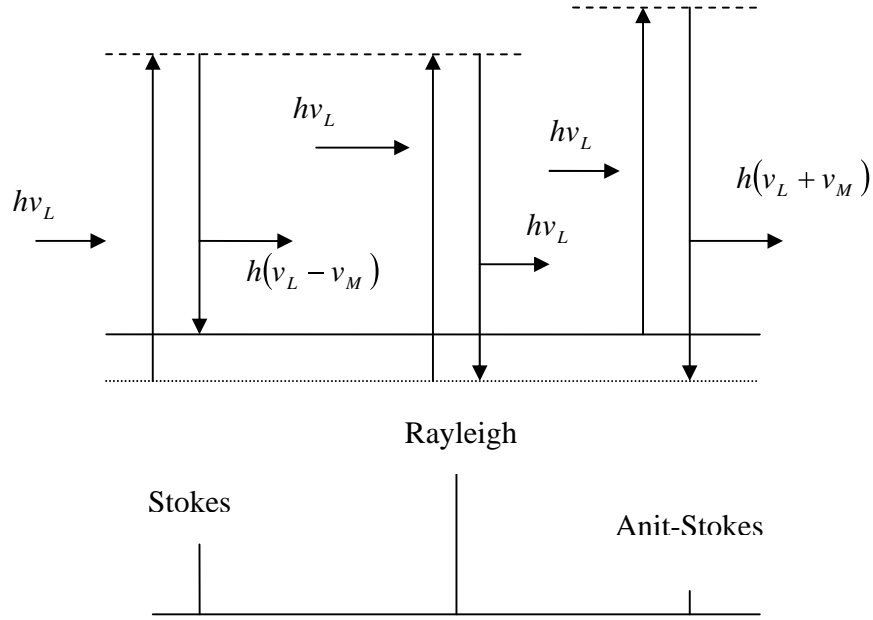 hν_L
hν_L
hν_L
h(ν_L + ν_M)
hν_L
h(ν_L − ν_M)
Rayleigh
Stokes
Anit-Stokes